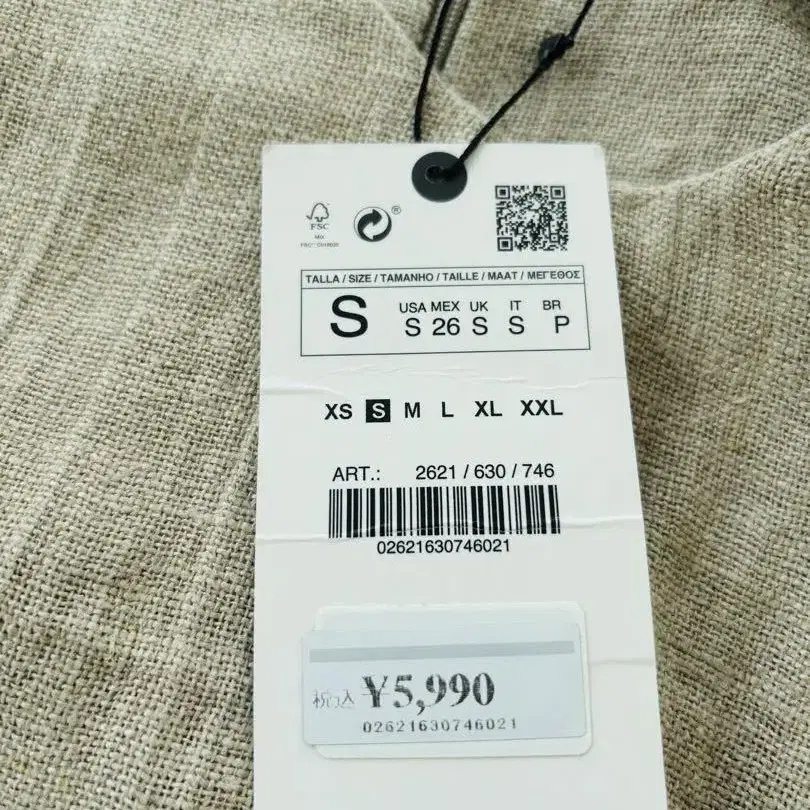 ®
FSC
MIX
TALLA / SIZE / TAMANHO / TAILLE / MAAT / ΜΕΓΕΘΟΣ
S
USA MEX UK IT BR
S 26 S S P
XS S M L XL XXL
ART.: 2621 / 630 / 746
02621630746021
税込 ¥5,990
02621630746021